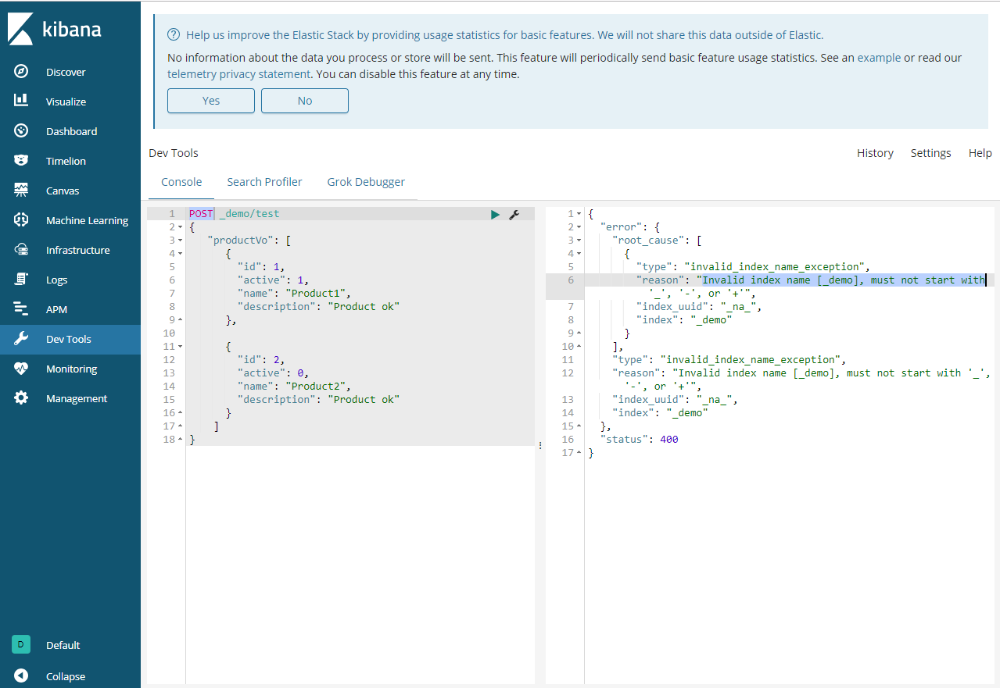 kibana
Discover
Visualize
Dashboard
Timelion
Canvas
Machine Learning
Infrastructure
Logs
APM
Dev Tools
Monitoring
Management
D Default
Collapse
Help us improve the Elastic Stack by providing usage statistics for basic features. We will not share this data outside of Elastic.
No information about the data you process or store will be sent. This feature will periodically send basic feature usage statistics. See an example or read our
telemetry privacy statement. You can disable this feature at any time.
Yes No
Dev Tools History Settings Help
Console Search Profiler Grok Debugger
1 POST _demo/test
2 {
3 "productVo": [
4 {
5 "id": 1,
6 "active": 1,
7 "name": "Product1",
8 "description": "Product ok"
9 },
10
11 {
12 "id": 2,
13 "active": 0,
14 "name": "Product2",
15 "description": "Product ok"
16 }
17 ]
18 }
1 {
2 "error": {
3 "root_cause": [
4 {
5 "type": "invalid_index_name_exception",
6 "reason": "Invalid index name [_demo], must not start with
'_', '-', or '+'",
7 "index_uuid": "_na_",
8 "index": "_demo"
9 }
10 ],
11 "type": "invalid_index_name_exception",
12 "reason": "Invalid index name [_demo], must not start with '_',
'-', or '+'",
13 "index_uuid": "_na_",
14 "index": "_demo"
15 },
16 "status": 400
17 }